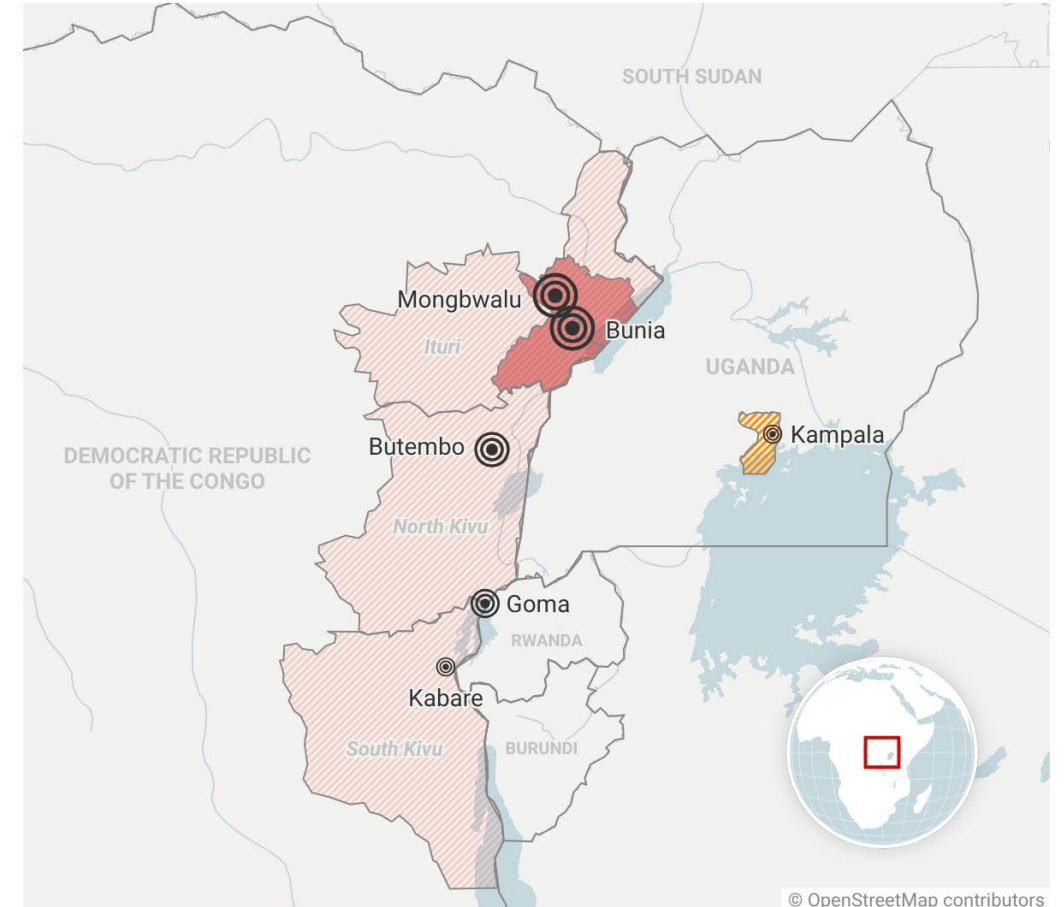 SOUTH SUDAN
Mongbwalu
Bunia
Ituri
UGANDA
Butembo
Kampala
DEMOCRATIC REPUBLIC
OF THE CONGO
North Kivu
Goma
RWANDA
Kabare
South Kivu
BURUNDI
© OpenStreetMap contributors